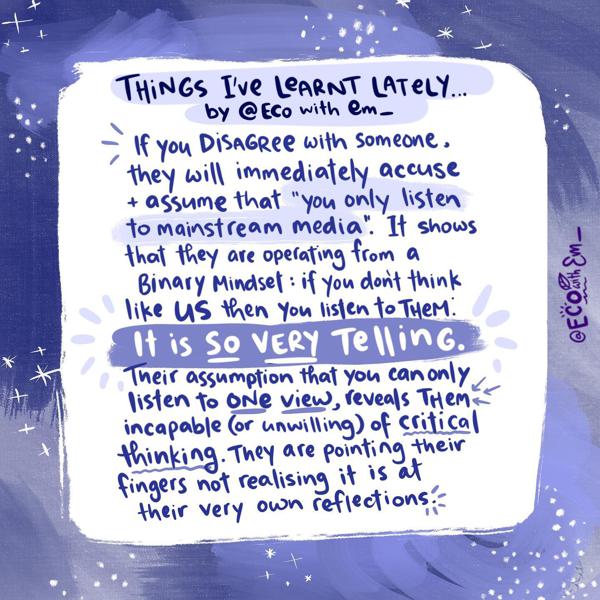 THINGS I'VE LEARNT LATELY...
by @ECO with em_
If you DISAGREE with someone,
they will immediately accuse
+ assume that "you only listen
to mainstream media". It shows
that they are operating from a
Binary Mindset: if you don't think
like US then you listen to THEM.
It is SO VERY Telling.
Their assumption that you can only
listen to ONE view, reveals THEM
incapable (or unwilling) of critical
thinking. They are pointing their
fingers not realising it is at
their very own reflections.
@ECO with Em_